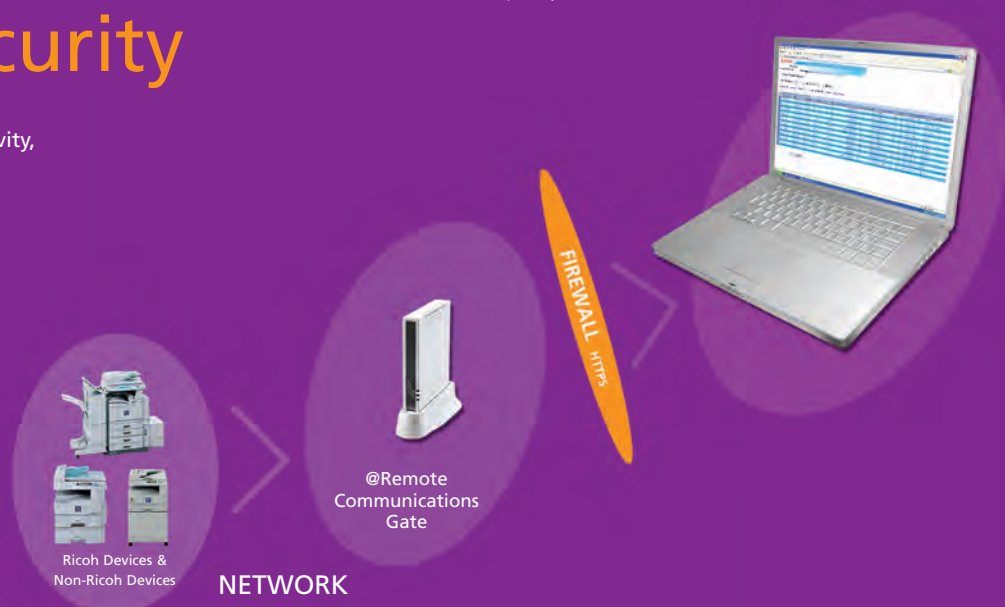 curity
vity,
FIREWALL HTTPS
@Remote
Communications
Gate
Ricoh Devices &
Non-Ricoh Devices
NETWORK